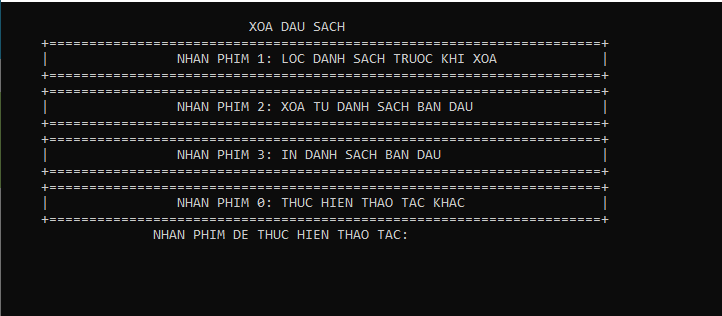 XOA DAU SACH
+=====================================================================+
| NHAN PHIM 1: LOC DANH SACH TRUOC KHI XOA |
+=====================================================================+
+=====================================================================+
| NHAN PHIM 2: XOA TU DANH SACH BAN DAU |
+=====================================================================+
+=====================================================================+
| NHAN PHIM 3: IN DANH SACH BAN DAU |
+=====================================================================+
+=====================================================================+
| NHAN PHIM 0: THUC HIEN THAO TAC KHAC |
+=====================================================================+
NHAN PHIM DE THUC HIEN THAO TAC: